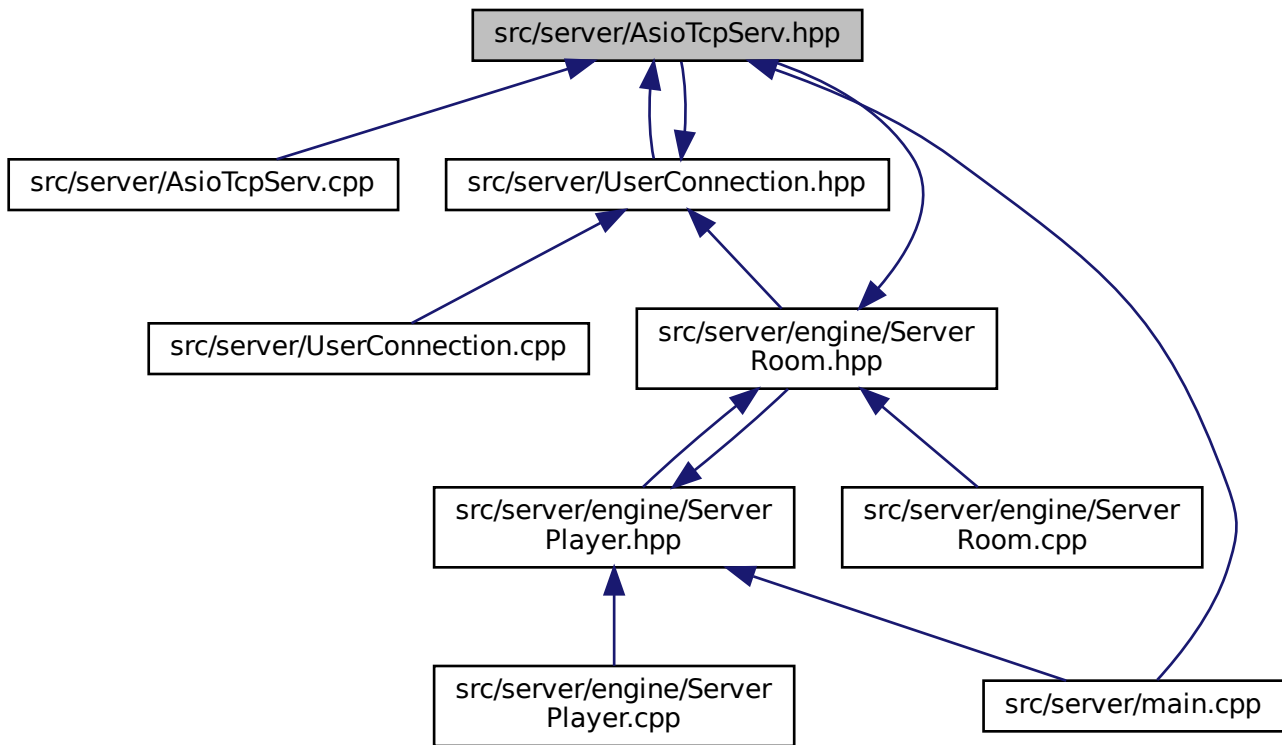 src/server/AsioTcpServ.hpp
src/server/AsioTcpServ.cpp
src/server/UserConnection.hpp
src/server/UserConnection.cpp
src/server/engine/Server
Room.hpp
src/server/engine/Server
Player.hpp
src/server/engine/Server
Room.cpp
src/server/engine/Server
Player.cpp
src/server/main.cpp